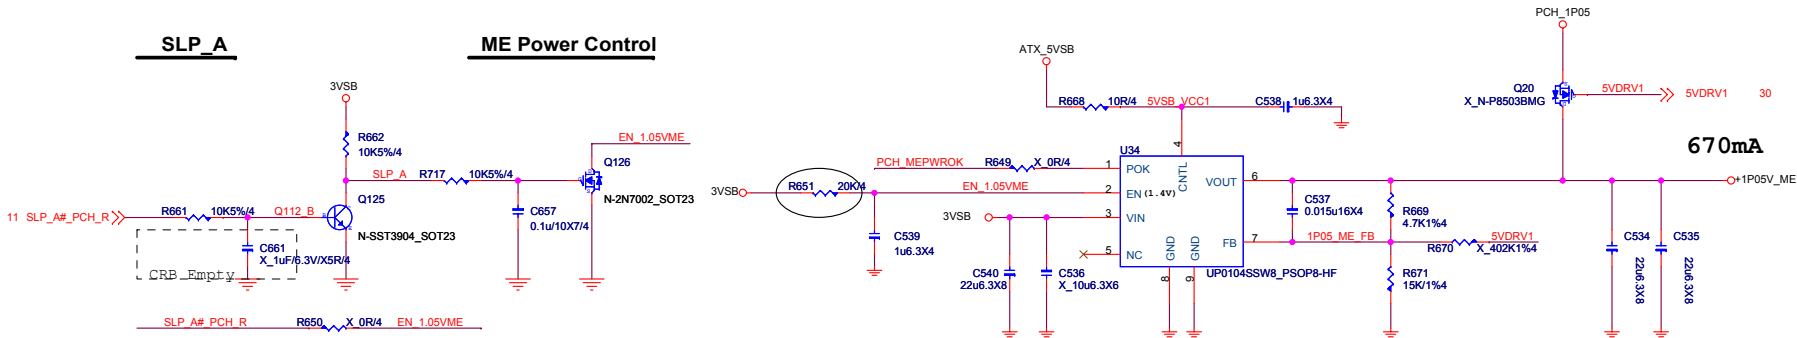 SLP_A
ME Power Control
3VSB
R662
10K5%/4
SLP_A
R717
10K5%/4
EN_1.05VME
Q126
N-2N7002_SOT23
11 SLP_A#_PCH_R
R661
10K5%/4
Q112_B
Q125
N-SST3904_SOT23
C657
0.1u/10X7/4
C661
X_1uF/6.3V/X5R/4
CRB Empty
SLP_A#_PCH_R
R650
X_0R/4
EN_1.05VME
ATX_5VSB
R668
10R/4
5VSB_VCC1
C538
1u6.3X4
PCH_MEPWROK
R649
X_0R/4
3VSB
R651
20K/4
EN_1.05VME
C539
1u6.3X4
3VSB
C540
22u6.3X8
C536
X_10u6.3X6
U34
1 POK
2 EN (1.4V)
3 VIN
5 NC
4 CNTL
VOUT 6
FB 7
GND 8
GND 9
UP0104SSW8_PSOP8-HF
C537
0.015u16X4
1P05_ME_FB
R669
4.7K1%4
R670
X_402K1%4
5VDRV1
R671
15K/1%4
PCH_1P05
Q20
X_N-P8503BMG
5VDRV1
5VDRV1 30
670mA
+1P05V_ME
C534
22u6.3X8
C535
22u6.3X8